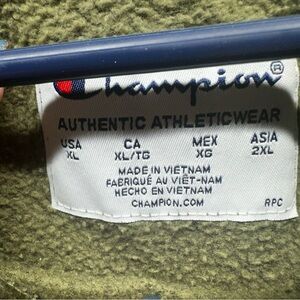 Champion®
AUTHENTIC ATHLETICWEAR
USA CA MEX ASIA
XL XL/TG XG 2XL
MADE IN VIETNAM
FABRIQUÉ AU VIÊT-NAM
HECHO EN VIETNAM
CHAMPION.COM RPC